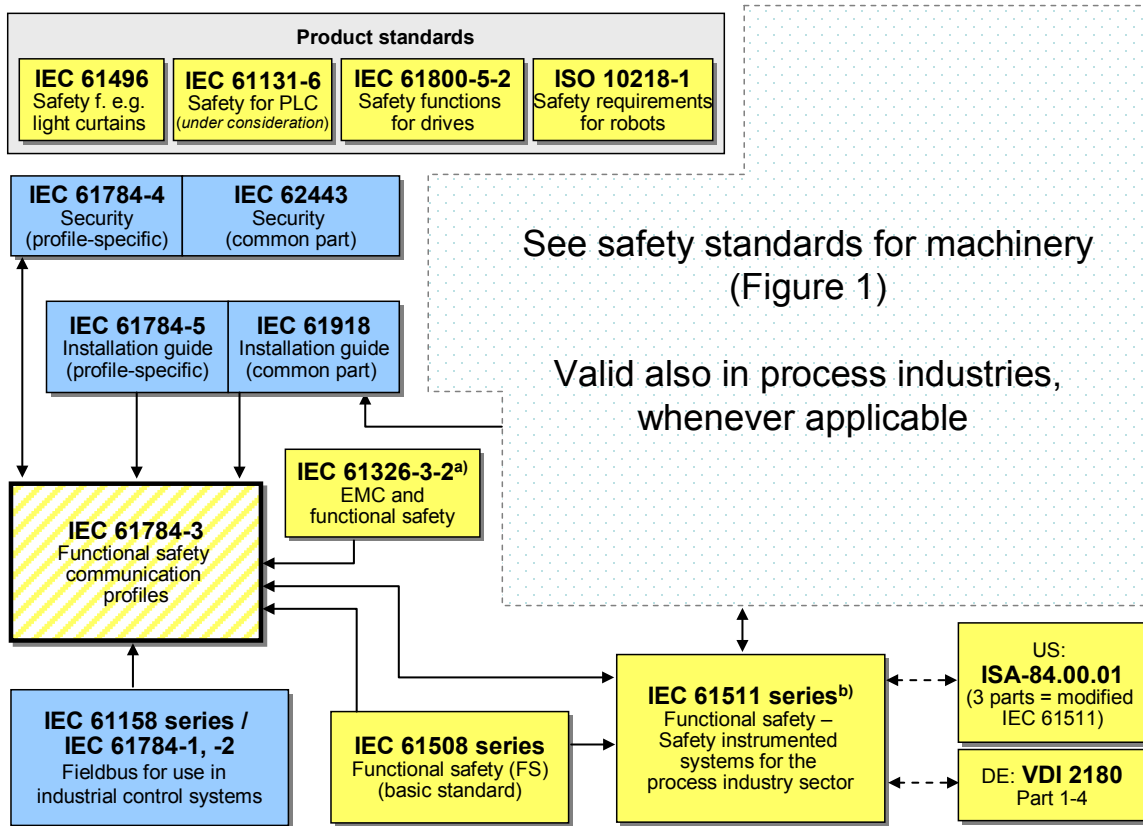 Product standards
IEC 61496
Safety f. e.g.
light curtains
IEC 61131-6
Safety for PLC
(under consideration)
IEC 61800-5-2
Safety functions
for drives
ISO 10218-1
Safety requirements
for robots
IEC 61784-4
Security
(profile-specific)
IEC 62443
Security
(common part)
See safety standards for machinery
(Figure 1)
Valid also in process industries,
whenever applicable
IEC 61784-5
Installation guide
(profile-specific)
IEC 61918
Installation guide
(common part)
IEC 61326-3-2a)
EMC and
functional safety
IEC 61784-3
Functional safety
communication
profiles
IEC 61158 series /
IEC 61784-1, -2
Fieldbus for use in
industrial control systems
IEC 61508 series
Functional safety (FS)
(basic standard)
IEC 61511 seriesb)
Functional safety –
Safety instrumented
systems for the
process industry sector
US:
ISA-84.00.01
(3 parts = modified
IEC 61511)
DE: VDI 2180
Part 1-4